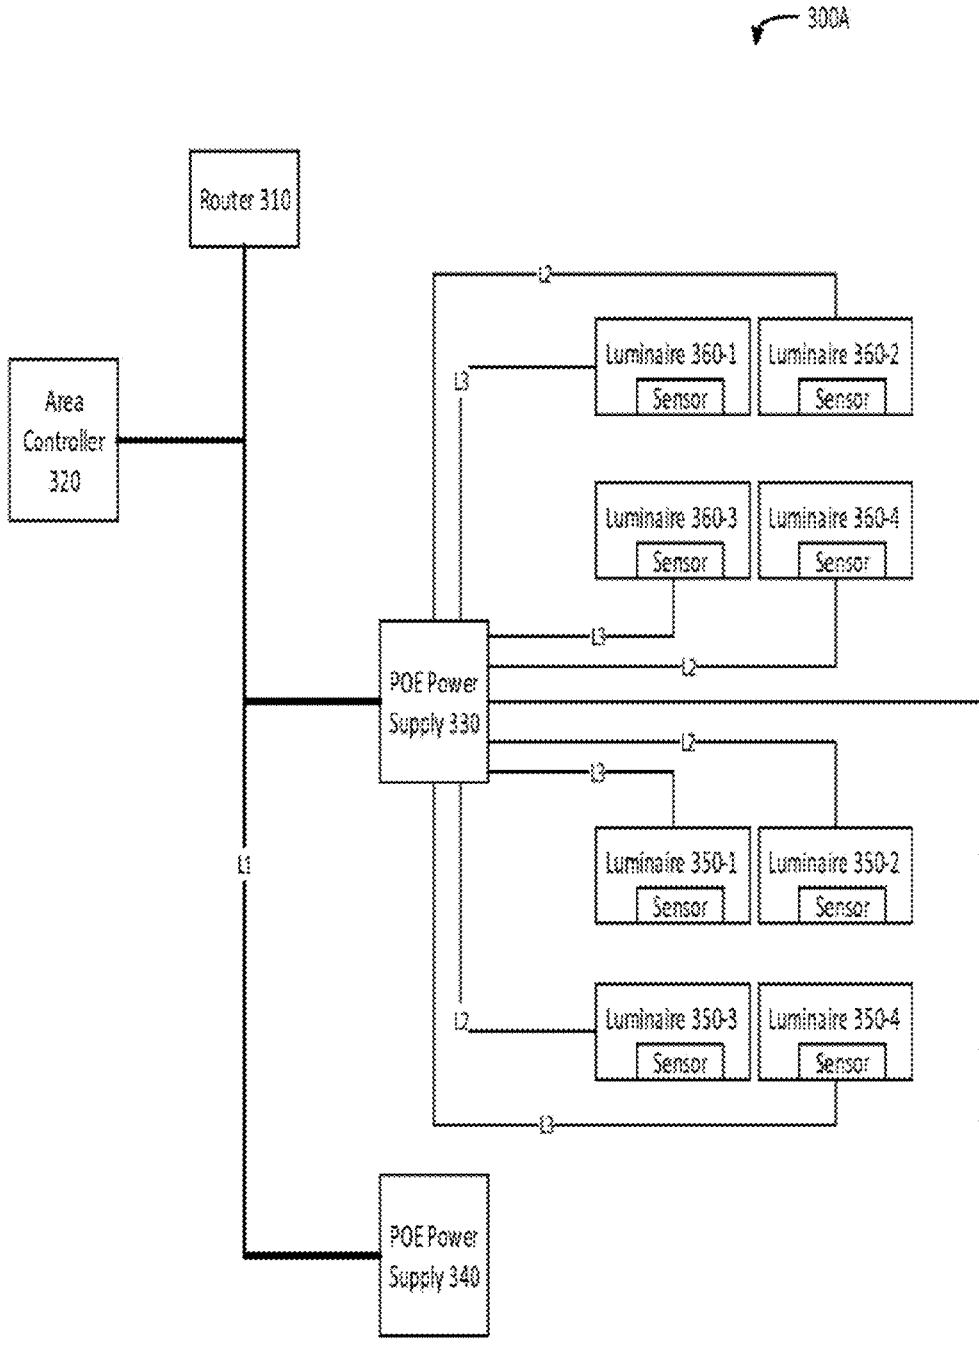 300A
Router 310
L2
Luminaire 360-1
Sensor
Luminaire 360-2
Sensor
L3
Area
Controller
320
Luminaire 360-3
Sensor
Luminaire 360-4
Sensor
L3
L2
POE Power
Supply 330
L2
L3
L1
Luminaire 350-1
Sensor
Luminaire 350-2
Sensor
L2
Luminaire 350-3
Sensor
Luminaire 350-4
Sensor
L3
POE Power
Supply 340